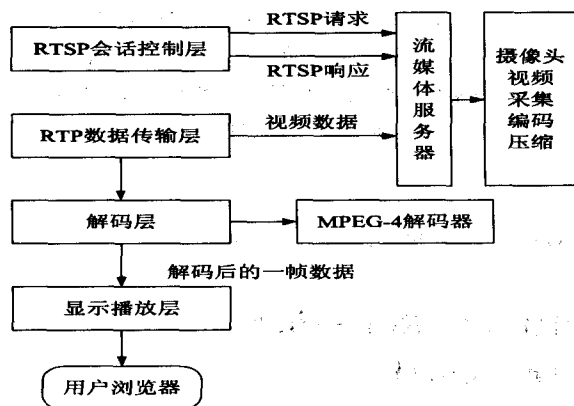 RTSP请求
RTSP会话控制层
RTSP响应
流
媒
体
服
务
器
摄像头
视频
采集
编码
压缩
RTP数据传输层
视频数据
解码层
MPEG-4解码器
解码后的一帧数据
显示播放层
用户浏览器